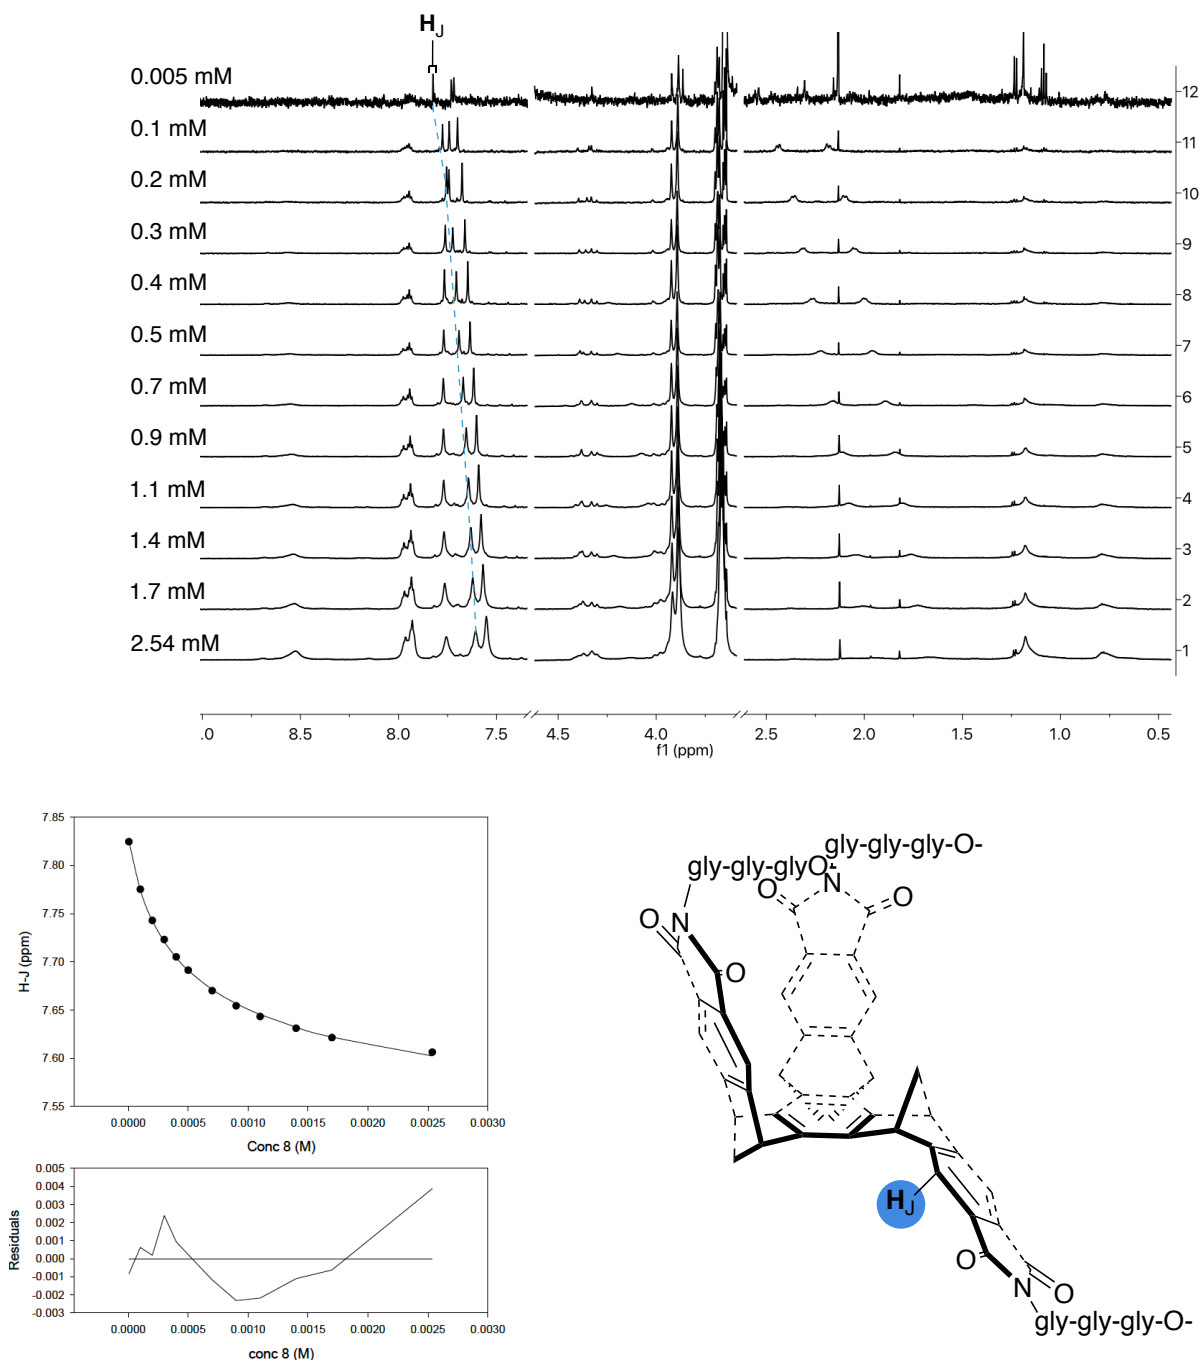 HJ
0.005 mM
12
0.1 mM
11
0.2 mM
10
0.3 mM
9
0.4 mM
8
0.5 mM
7
0.7 mM
6
0.9 mM
5
1.1 mM
4
1.4 mM
3
1.7 mM
2
2.54 mM
1
.0 8.5 8.0 7.5 4.5 4.0 2.5 2.0 1.5 1.0 0.5
f1 (ppm)
7.85
7.80
7.75
7.70
7.65
7.60
7.55
H-J (ppm)
0.0000 0.0005 0.0010 0.0015 0.0020 0.0025 0.0030
Conc 8 (M)
0.005
0.004
0.003
0.002
0.001
0.000
-0.001
-0.002
-0.003
Residuals
0.0000 0.0005 0.0010 0.0015 0.0020 0.0025 0.0030
conc 8 (M)
gly-gly-gly-O-
gly-gly-glyO-
N
O
O
O
N
O
HJ
O
O
N
gly-gly-gly-O-